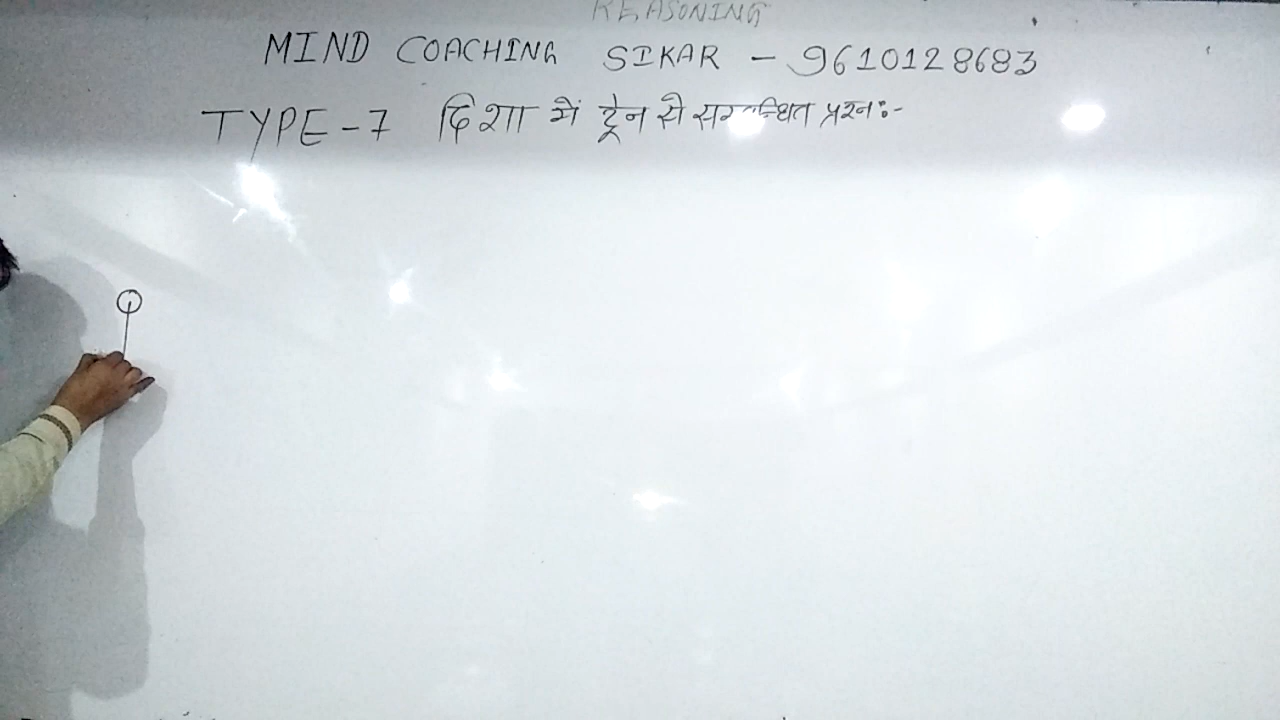 REASONING
MIND COACHING SIKAR - 9610128683
TYPE-7 दिशा में ट्रेन से सम्बन्धित प्रश्न:-